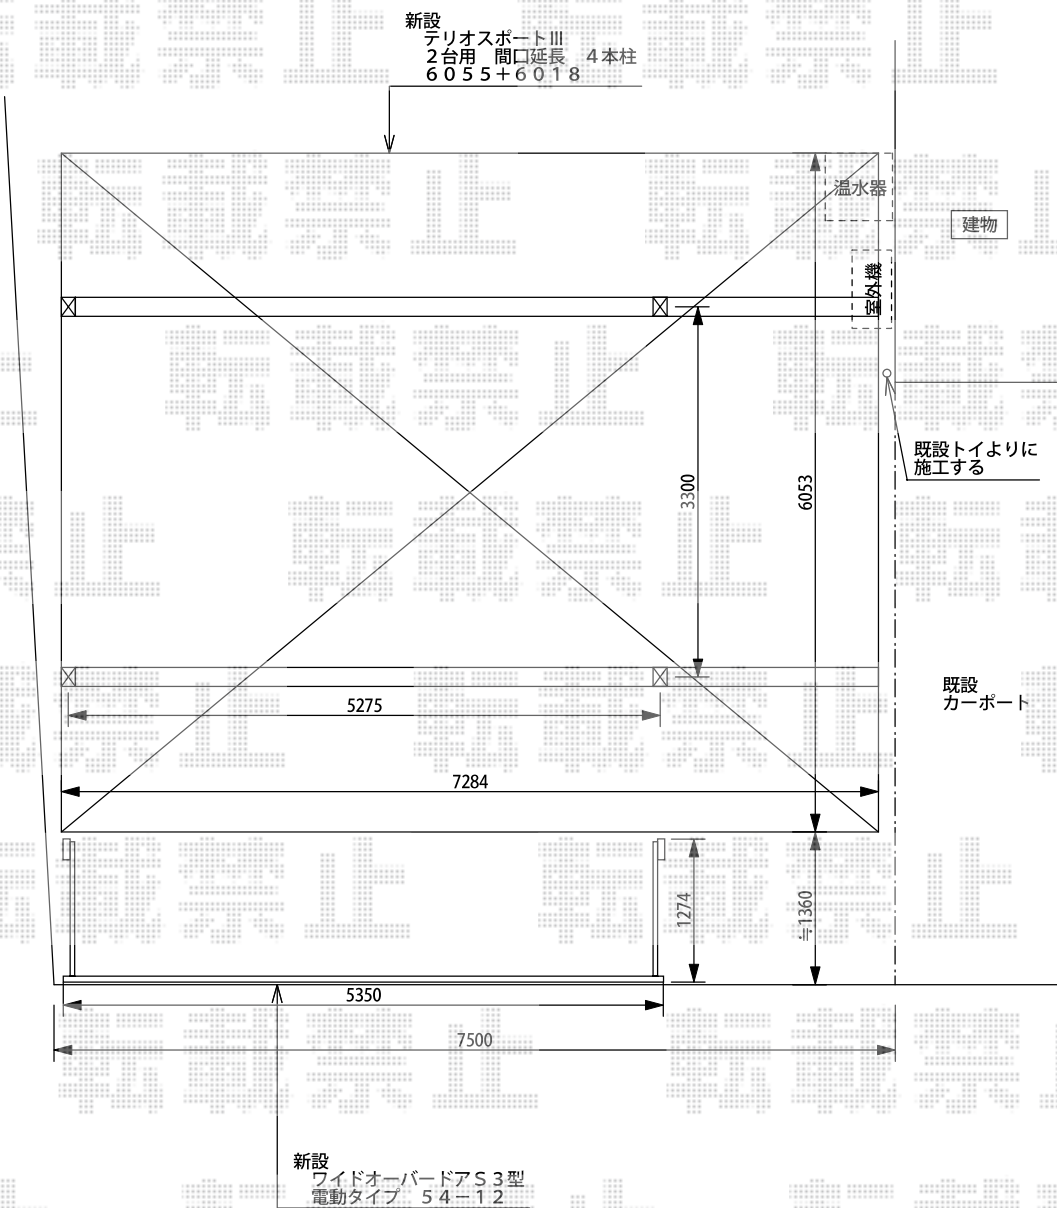 新設
テリオスポートⅢ
2台用　間口延長　4本柱
6055+6018
温水器
建物
室外機
既設トイよりに
施工する
3300
6053
既設
カーポート
5275
7284
1274
≒1360
5350
7500
新設
ワイドオーバードアS3型
電動タイプ　54-12
転載禁止